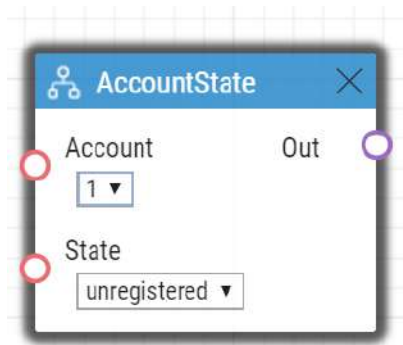 AccountState
Account Out
1
State
unregistered